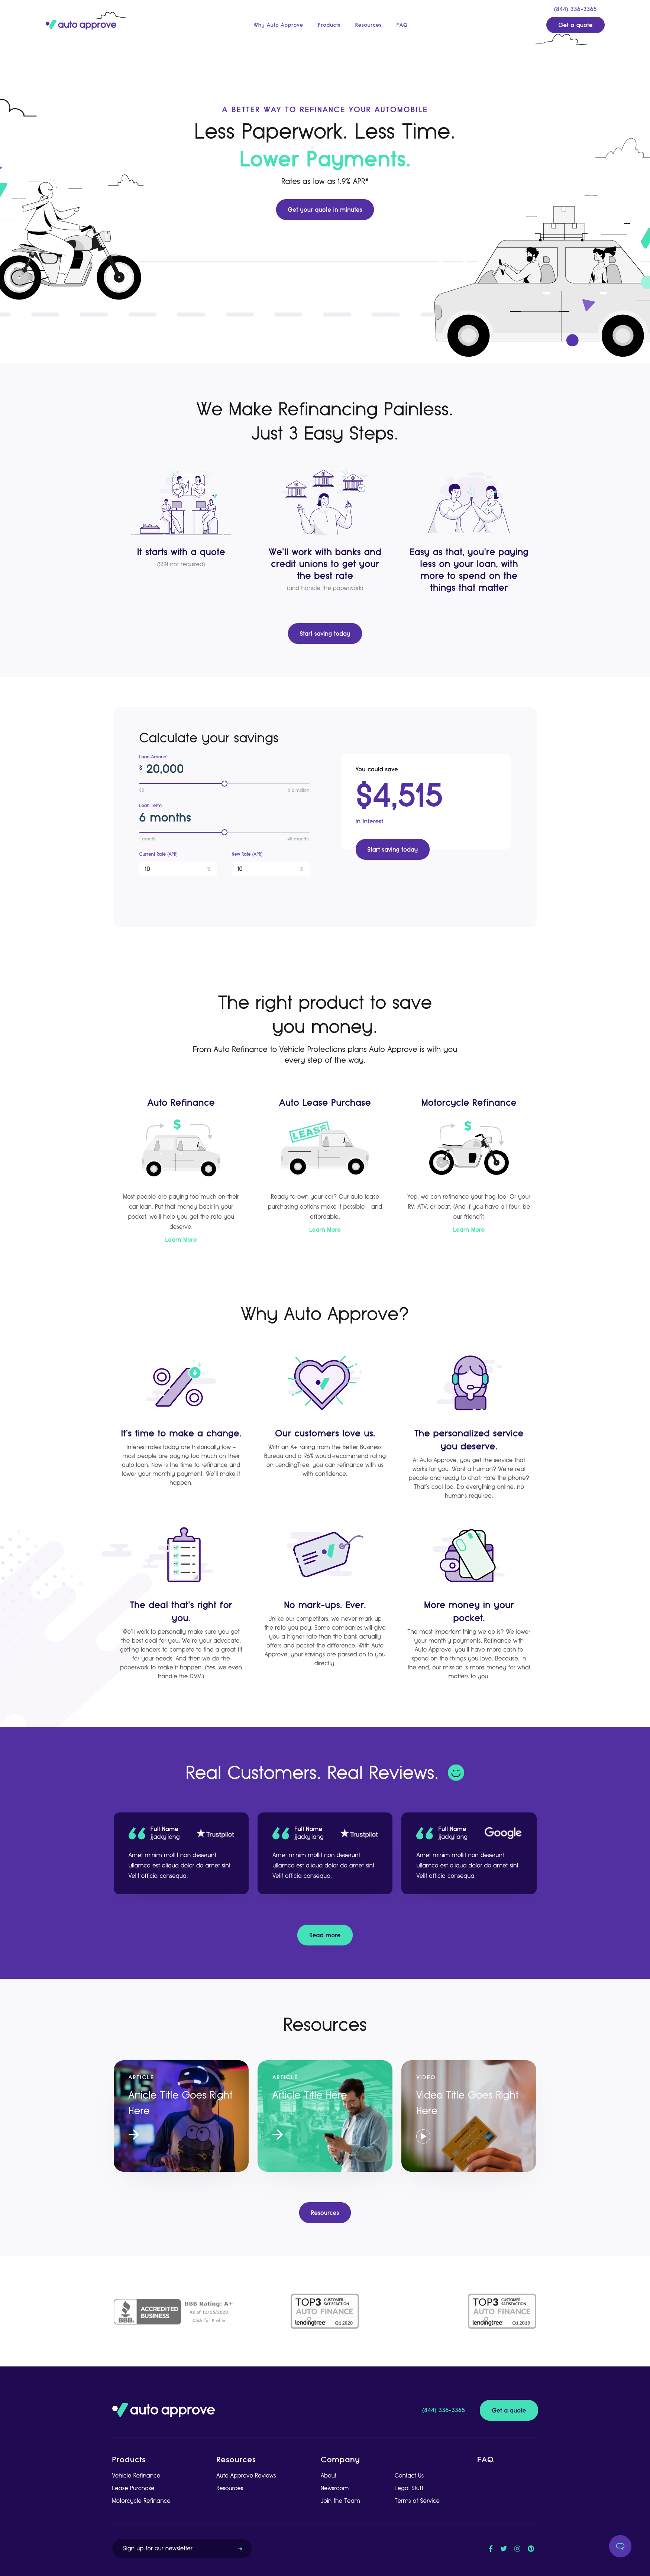 (844) 336-3365
auto approve
Why Auto Approve
Products
Resources
FAQ
Get a quote
A BETTER WAY TO REFINANCE YOUR AUTOMOBILE
Less Paperwork. Less Time.
Lower Payments.
Rates as low as 1.9% APR*
Get your quote in minutes
We Make Refinancing Painless.
Just 3 Easy Steps.
It starts with a quote
(SSN not required)
We'll work with banks and
credit unions to get your
the best rate
(and handle the paperwork)
Easy as that, you're paying
less on your loan, with
more to spend on the
things that matter
Start saving today
Calculate your savings
Loan Amount
$ 20,000
Loan Term
6 months
1 month
48 months
Current Rate (APR)
New Rate (APR)
10
10
You could save
$4,515
In Interest
Start saving today
The right product to save
you money.
From Auto Refinance to Vehicle Protections plans Auto Approve is with you
every step of the way.
Auto Refinance
$
Most people are paying too much on their
car loan. Put that money back in your
pocket, we'll help you get the rate you
deserve.
Learn More
Auto Lease Purchase
LEASE
Ready to own your car? Our auto lease
purchasing options make it possible - and
affordable.
Learn More
Motorcycle Refinance
$
Yep, we can refinance your hog too. Or your
RV, ATV, or boat. (And if you have all four, be
our friend?)
Learn More
Why Auto Approve?
It's time to make a change.
Interest rates today are historically low –
most people are paying too much on their
auto loan. Now is the time to refinance and
lower your monthly payment. We'll make it
happen.
Our customers love us.
With an A+ rating from the Better Business
Bureau and a 96% would-recommend rating
on LendingTree, you can refinance with us
with confidence.
The personalized service
you deserve.
At Auto Approve, you get the service that
works for you. Want a human? We're real
people and ready to chat. Hate the phone?
That's cool too. Do everything online, no
humans required.
The deal that's right for
you.
We'll work to personally make sure you get
the best deal for you. We're your advocate,
getting lenders to compete to find a great fit
for your needs. And then we do the
paperwork to make it happen. (Yes, we even
handle the DMV.)
No mark-ups. Ever.
Unlike our competitors, we never mark up
the rate you pay. Some companies will give
you a higher rate than the bank actually
offers and pocket the difference. With Auto
Approve, your savings are passed on to you
directly.
More money in your
pocket.
The most important thing we do is? We lower
your monthly payments. Refinance with
Auto Approve, you'll have more cash to
spend on the things you love. Because, in
the end, our mission is more money for what
matters to you.
Real Customers. Real Reviews.
Full Name
jjackyliang
Trustpilot
Amet minim mollit non deserunt
ullamco est aliqua dolor do amet sint
Velit officia consequa.
Full Name
jjackyliang
Trustpilot
Amet minim mollit non deserunt
ullamco est aliqua dolor do amet sint
Velit officia consequa.
Full Name
jjackyliang
Google
Amet minim mollit non deserunt
ullamco est aliqua dolor do amet sint
Velit officia consequa.
Read more
Resources
ARTICLE
Article Title Goes Right
Here
ARTICLE
Article Title Here
VIDEO
Video Title Goes Right
Here
Resources
BBB
ACCREDITED
BUSINESS
BBB Rating: A+
As of 12/15/2020
Click for Profile
TOP3 CUSTOMER
SATISFACTION
AUTO FINANCE
lendingtree Q1 2020
TOP3 CUSTOMER
SATISFACTION
AUTO FINANCE
lendingtree Q1 2019
auto approve
(844) 336-3365
Get a quote
Products
Vehicle Refinance
Lease Purchase
Motorcycle Refinance
Resources
Auto Approve Reviews
Resources
Company
About
Newsroom
Join the Team
Contact Us
Legal Stuff
Terms of Service
FAQ
Sign up for our newsletter